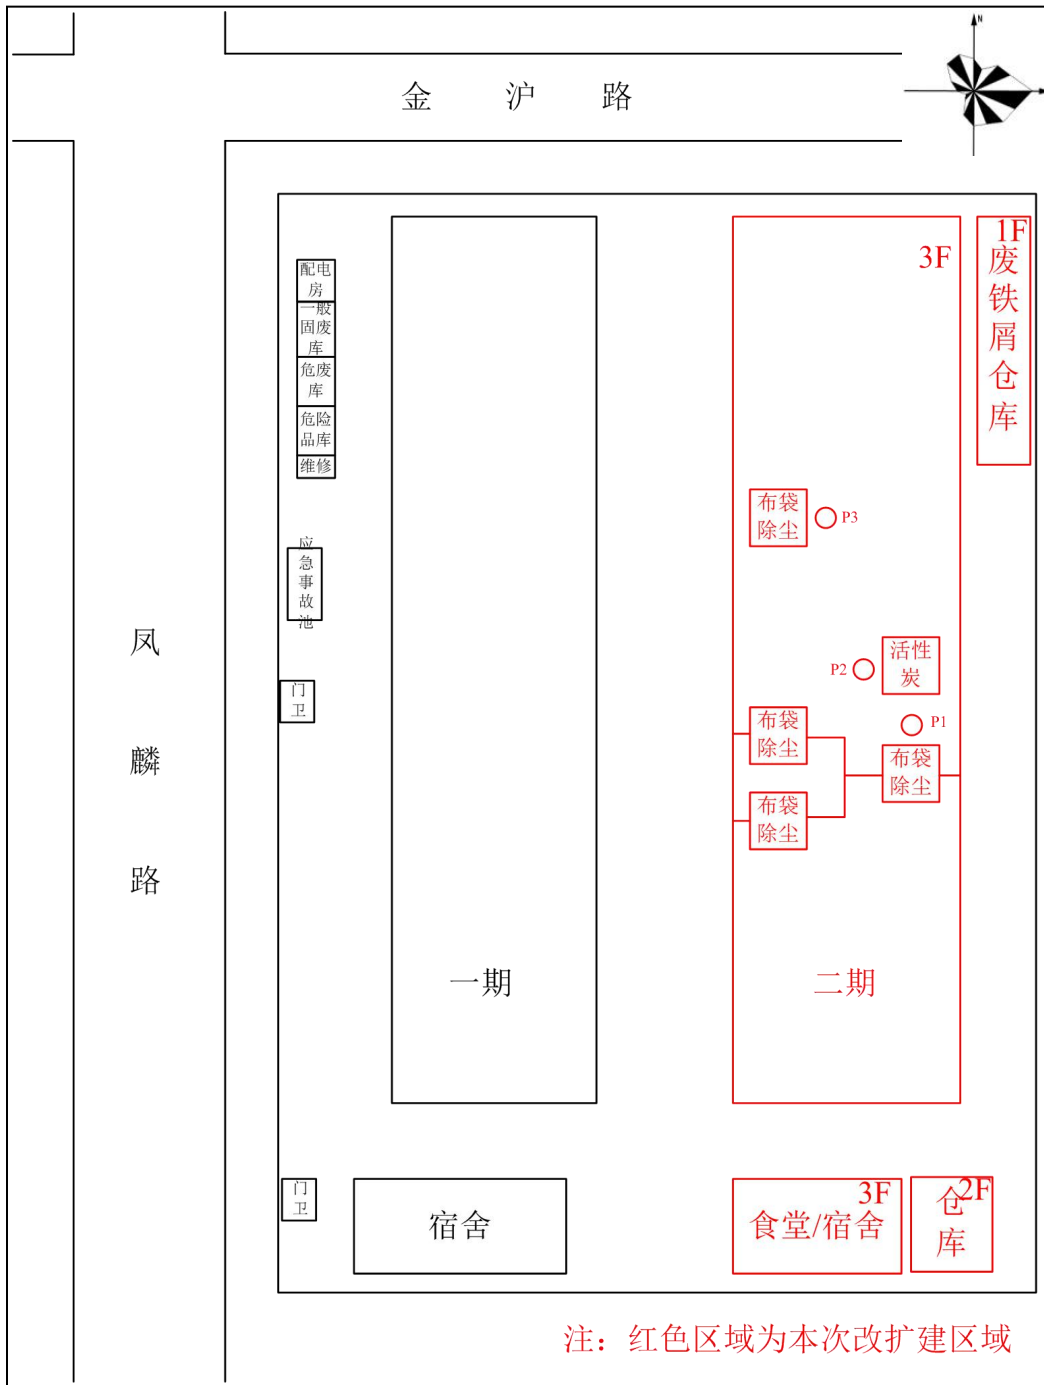 N
金沪路
1F
3F
废
铁
屑
仓
库
配电
房
一般
固废
库
危废
库
危险
品库
维修
布袋
除尘
P3
应
急
事
故
池
凤
麟
路
活性
炭
P2
门
卫
布袋
除尘
P1
布袋
除尘
布袋
除尘
一期
二期
门
卫
宿舍
3F
食堂/宿舍
2F
仓
库
注：红色区域为本次改扩建区域